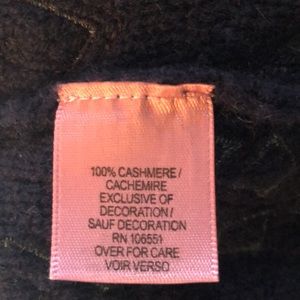 100% CASHMERE /
CACHEMIRE
EXCLUSIVE OF
DECORATION /
SAUF DECORATION
RN 106551
OVER FOR CARE
VOIR VERSO